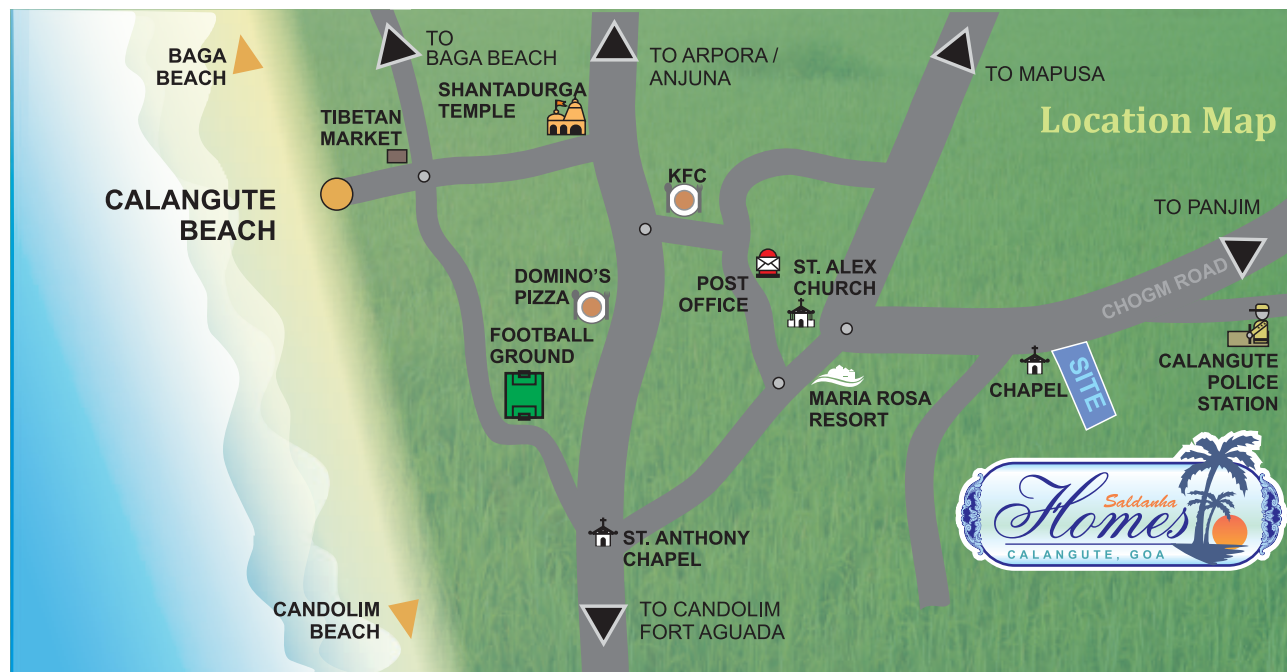 BAGA
BEACH
TO
BAGA BEACH
TO ARPORA /
ANJUNA
TO MAPUSA
SHANTADURGA
TEMPLE
TIBETAN
MARKET
Location Map
CALANGUTE
BEACH
KFC
TO PANJIM
DOMINO'S
PIZZA
POST
OFFICE
ST. ALEX
CHURCH
CHOGM ROAD
FOOTBALL
GROUND
MARIA ROSA
RESORT
CHAPEL
SITE
CALANGUTE
POLICE
STATION
Saldanha
Homes
CALANGUTE, GOA
ST. ANTHONY
CHAPEL
CANDOLIM
BEACH
TO CANDOLIM
FORT AGUADA